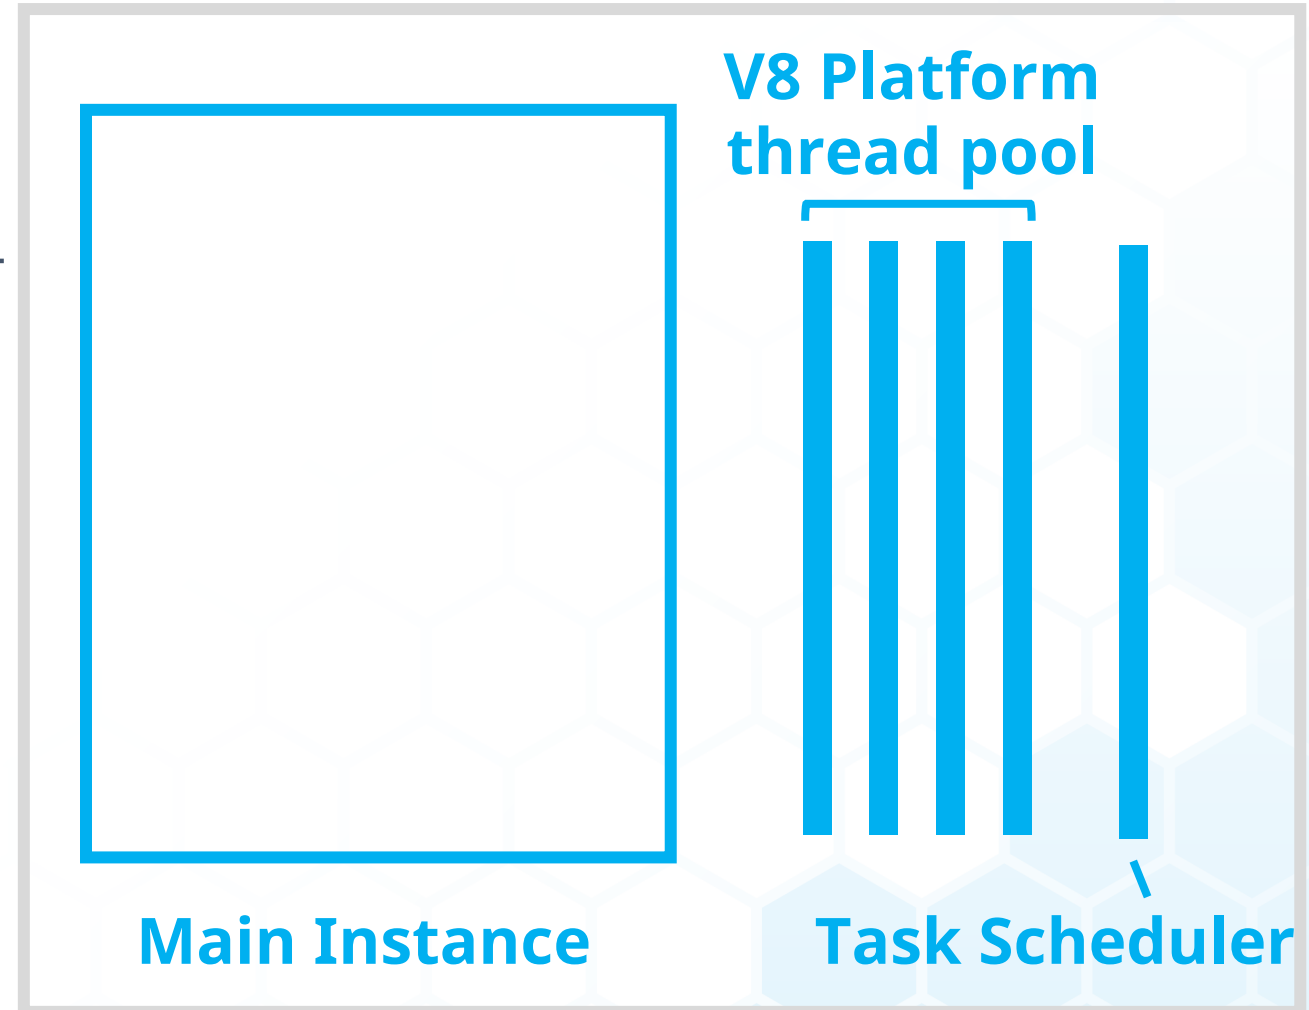 V8 Platform
thread pool
Main Instance
Task Scheduler